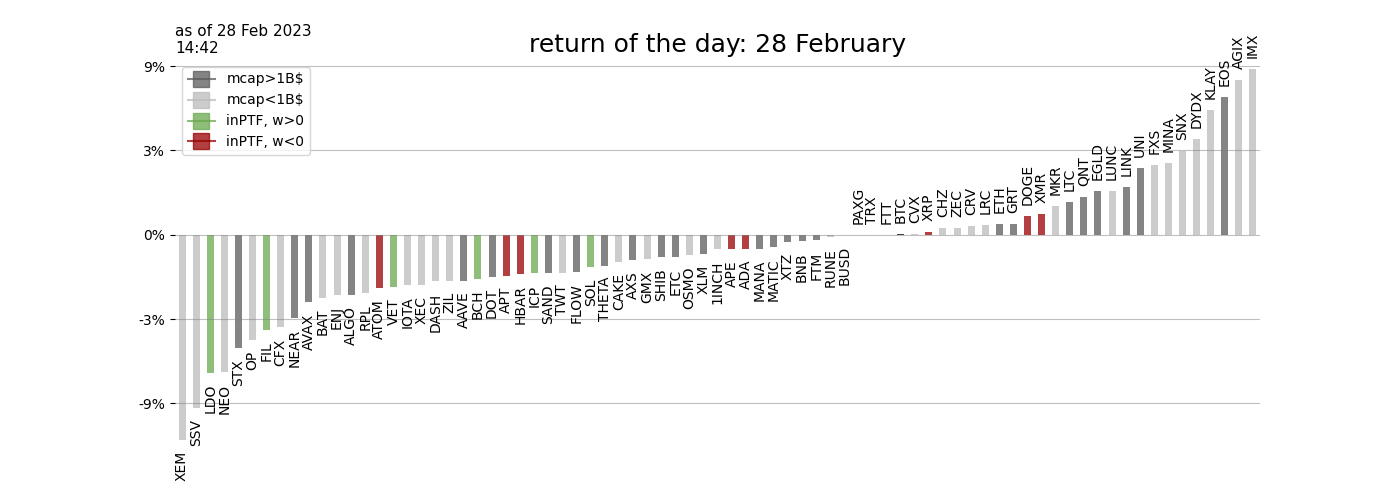 as of 28 Feb 2023
14:42
return of the day: 28 February
mcap>1B$
mcap<1B$
inPTF, w>0
inPTF, w<0
9%
3%
0%
-3%
-9%
XEM
SSV
LDO
NEO
STX
OP
FIL
CFX
NEAR
AVAX
BAT
ENJ
ALGO
RPL
ATOM
VET
IOTA
XEC
DASH
ZIL
AAVE
BCH
DOT
APT
HBAR
ICP
SAND
TWT
FLOW
SOL
THETA
CAKE
AXS
GMX
SHIB
ETC
OSMO
XLM
1INCH
APE
ADA
MANA
MATIC
XTZ
BNB
FTM
RUNE
BUSD
PAXG
TRX
FTT
BTC
CVX
XRP
CHZ
ZEC
CRV
LRC
ETH
GRT
DOGE
XMR
MKR
LTC
QNT
EGLD
LUNC
LINK
UNI
FXS
MINA
SNX
DYDX
KLAY
EOS
AGIX
IMX